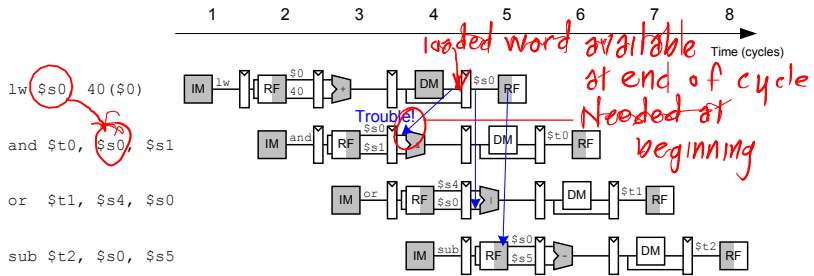 1 2 3 4 5 6 7 8
Time (cycles)
loaded word available
at end of cycle
Needed at
beginning
lw $s0 40($0)
IM lw RF $0 40 + DM $s0 RF
Trouble!
and $t0, $s0, $s1
IM and RF $s0 $s1 DM $t0 RF
or $t1, $s4, $s0
IM or RF $s4 $s0 | DM $t1 RF
sub $t2, $s0, $s5
IM sub RF $s0 $s5 - DM $t2 RF